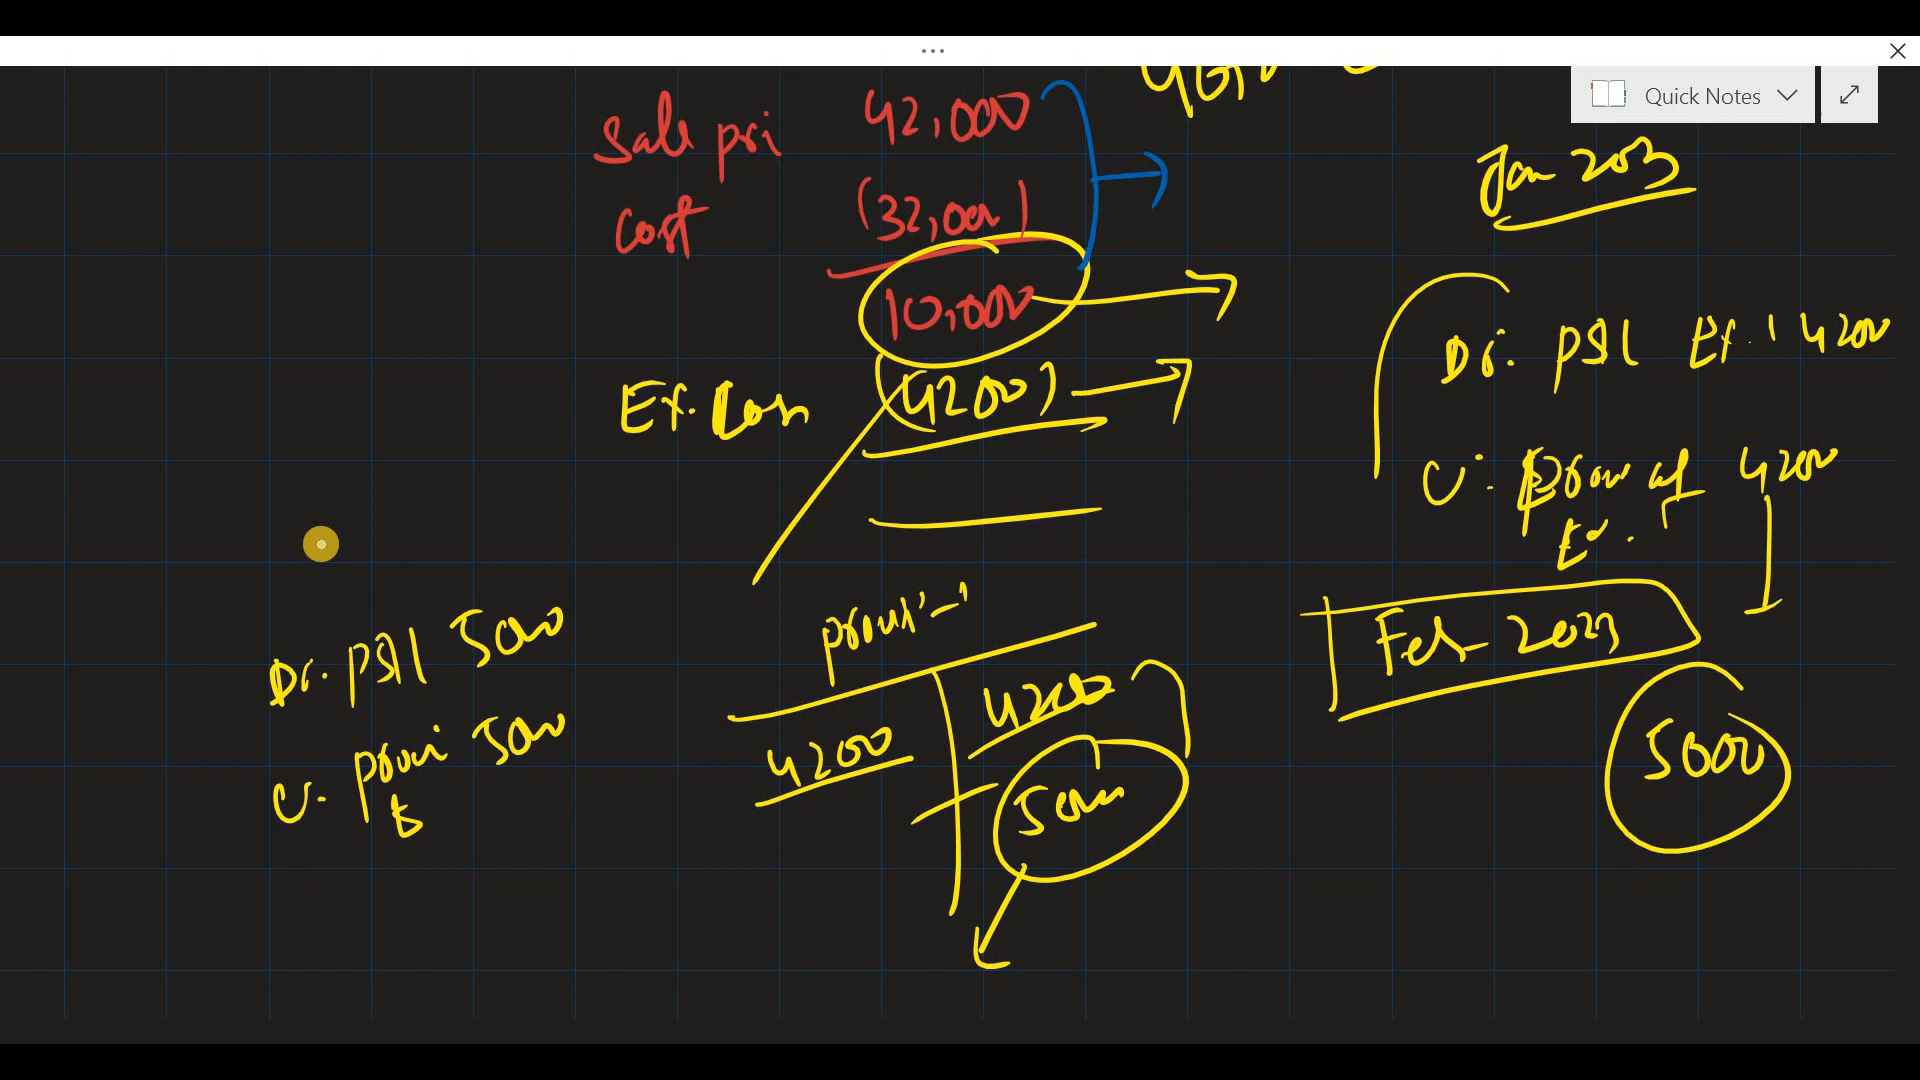 Quick Notes
Sale pri 42,000
Cost (32,000)
10,000
Ex. Loss (4200)
Jan 2023
Dr. P&L Ex. 4200
Cr. Prov of Ex. 4200
Feb 2023
5000
Dr. P&L 5000
Cr. Provi 5000
Provi
4200 4200
5000